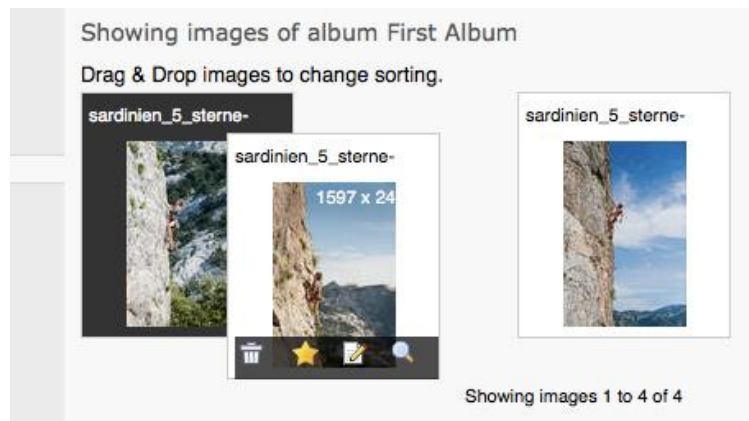 Showing images of album First Album
Drag & Drop images to change sorting.
sardinien_5_sterne-
sardinien_5_sterne-
1597 x 24
sardinien_5_sterne-
Showing images 1 to 4 of 4